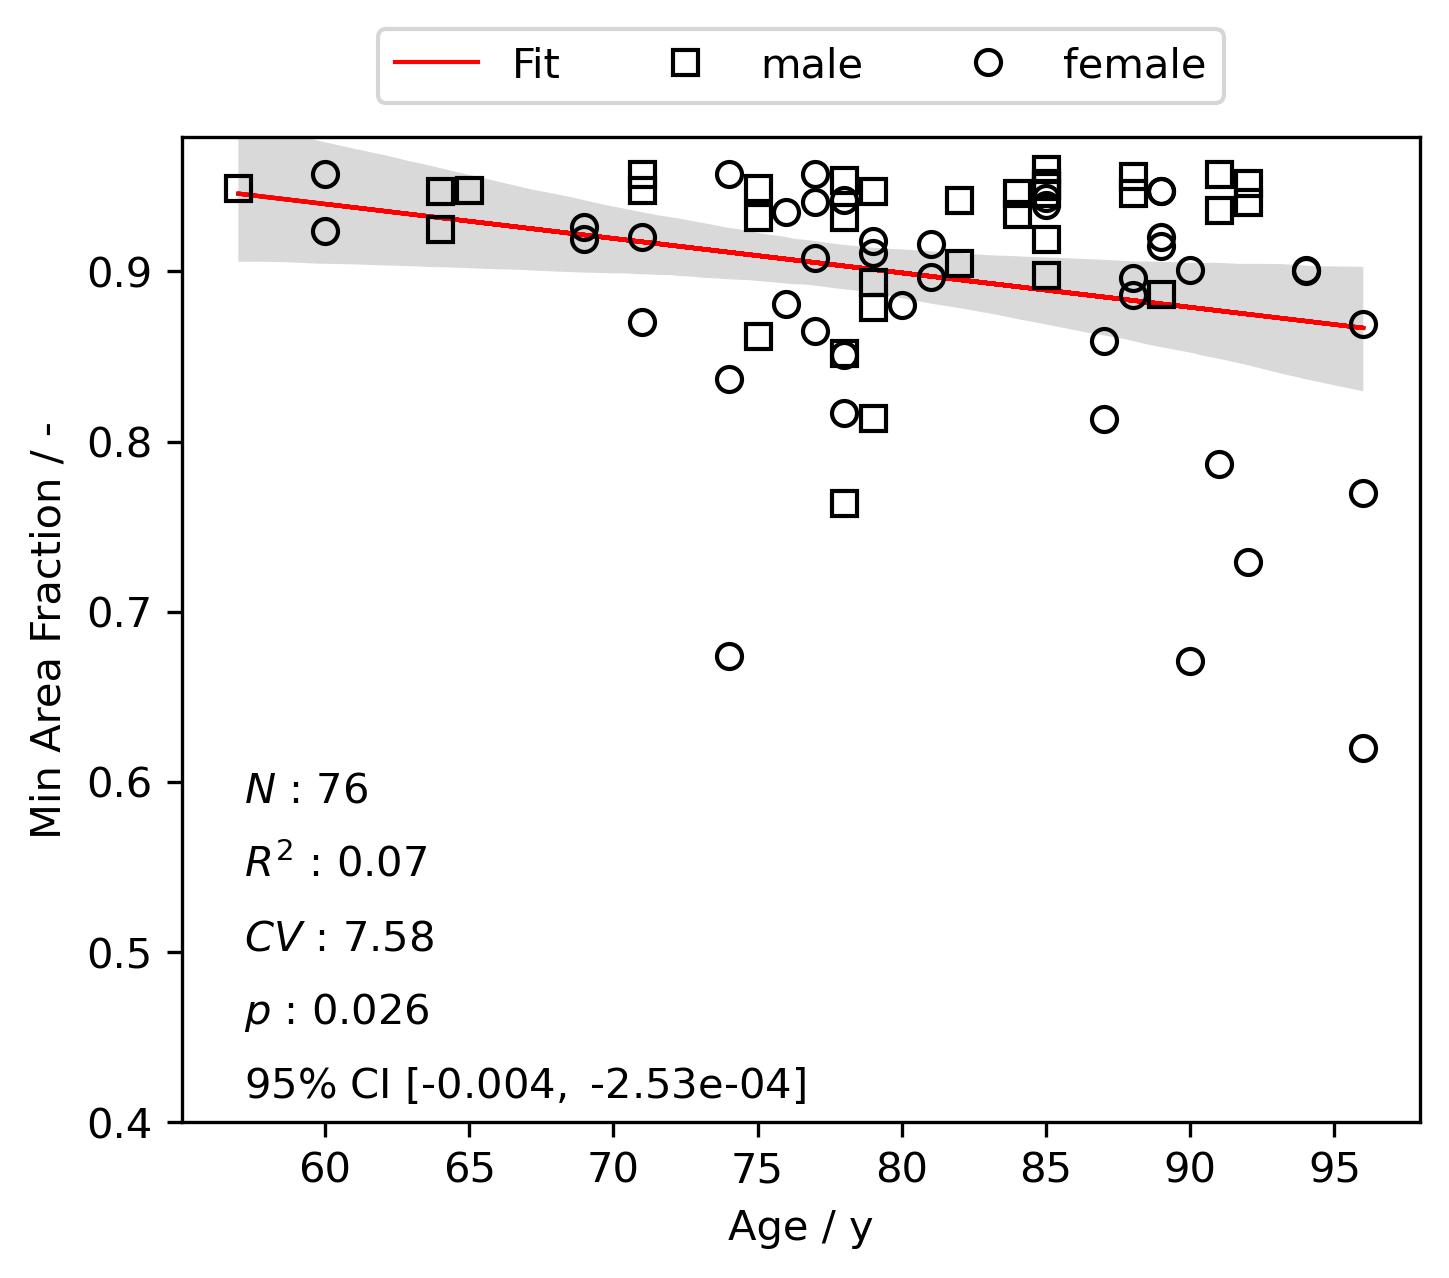 Fit male female
0.9
0.8
0.7
0.6
0.5
0.4
Min Area Fraction / -
N : 76
R² : 0.07
CV : 7.58
p : 0.026
95% CI [-0.004, -2.53e-04]
60 65 70 75 80 85 90 95
Age / y